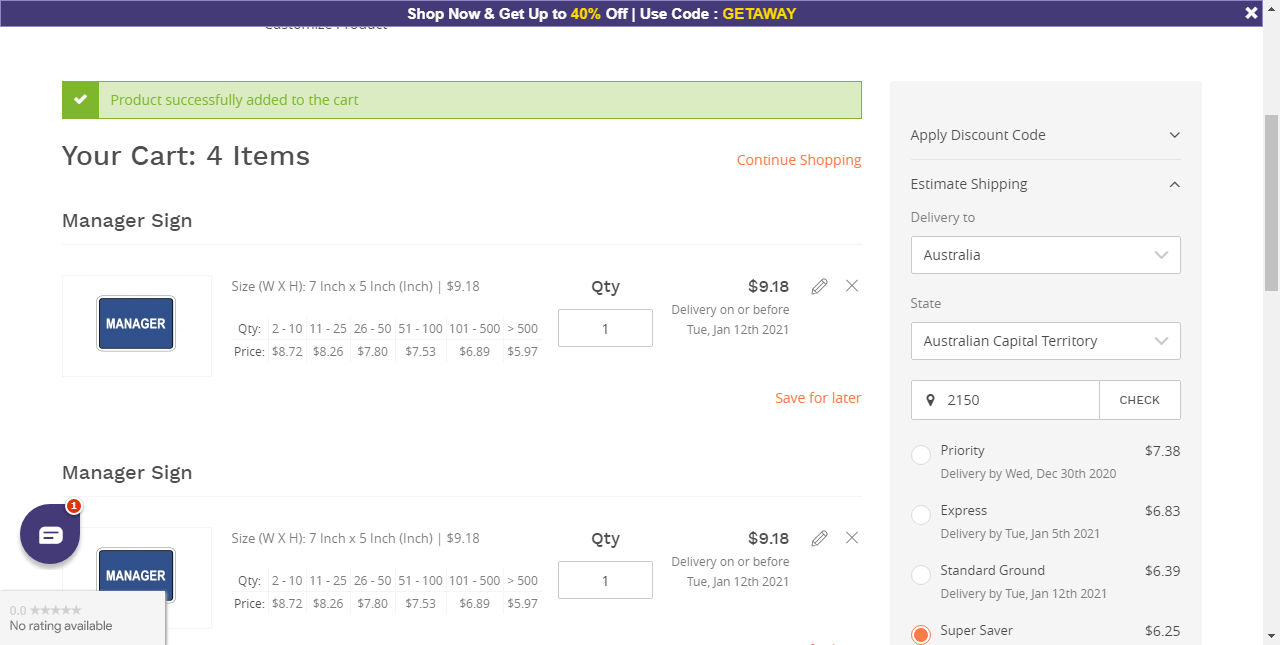 Shop Now & Get Up to 40% Off | Use Code : GETAWAY
Customize Product
Product successfully added to the cart
Your Cart: 4 Items
Continue Shopping
Manager Sign
MANAGER
Size (W X H): 7 Inch x 5 Inch (Inch) | $9.18
Qty: 2 - 10 11 - 25 26 - 50 51 - 100 101 - 500 > 500
Price: $8.72 $8.26 $7.80 $7.53 $6.89 $5.97
Qty
1
$9.18
Delivery on or before
Tue, Jan 12th 2021
Save for later
Manager Sign
MANAGER
Size (W X H): 7 Inch x 5 Inch (Inch) | $9.18
Qty: 2 - 10 11 - 25 26 - 50 51 - 100 101 - 500 > 500
Price: $8.72 $8.26 $7.80 $7.53 $6.89 $5.97
Qty
1
$9.18
Delivery on or before
Tue, Jan 12th 2021
1
0.0 ★★★★★
No rating available
Apply Discount Code
Estimate Shipping
Delivery to
Australia
State
Australian Capital Territory
2150
CHECK
Priority $7.38
Delivery by Wed, Dec 30th 2020
Express $6.83
Delivery by Tue, Jan 5th 2021
Standard Ground $6.39
Delivery by Tue, Jan 12th 2021
Super Saver $6.25